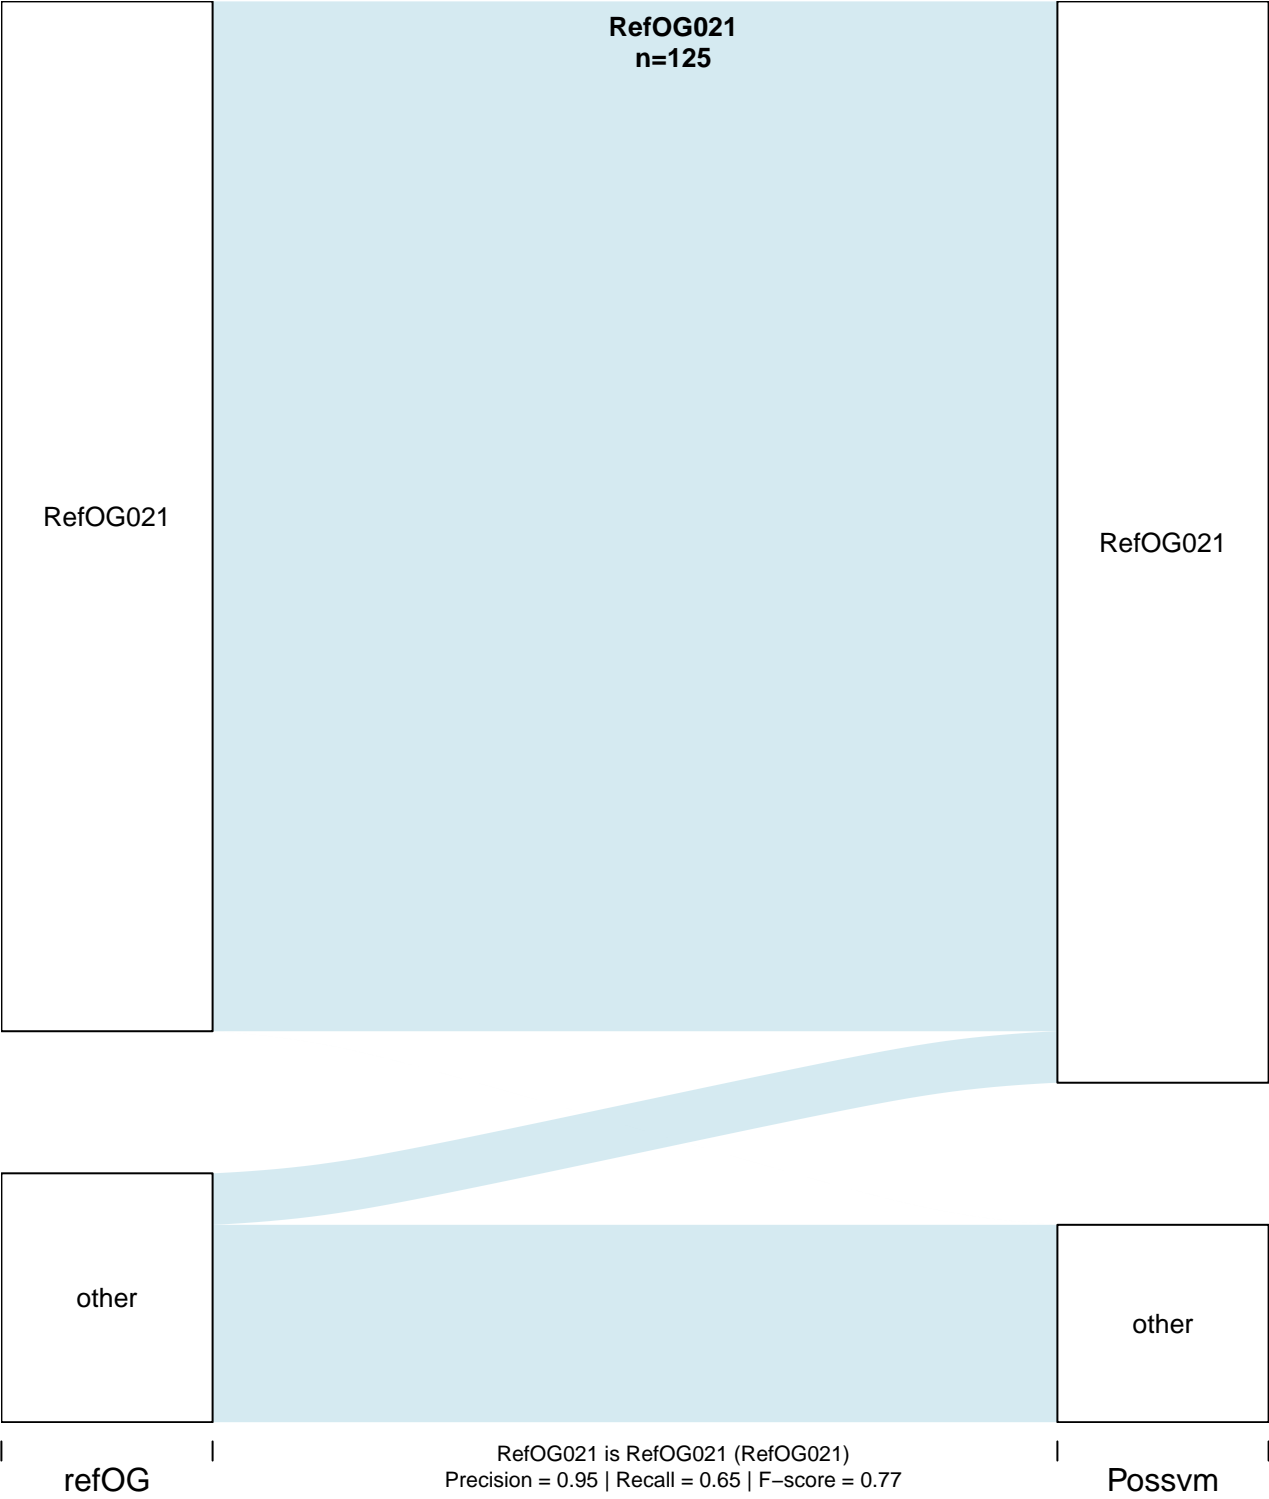 RefOG021
n=125
RefOG021
RefOG021
other
other
RefOG021 is RefOG021 (RefOG021)
refOG
Precision = 0.95 | Recall = 0.65 | F−score = 0.77
Possvm